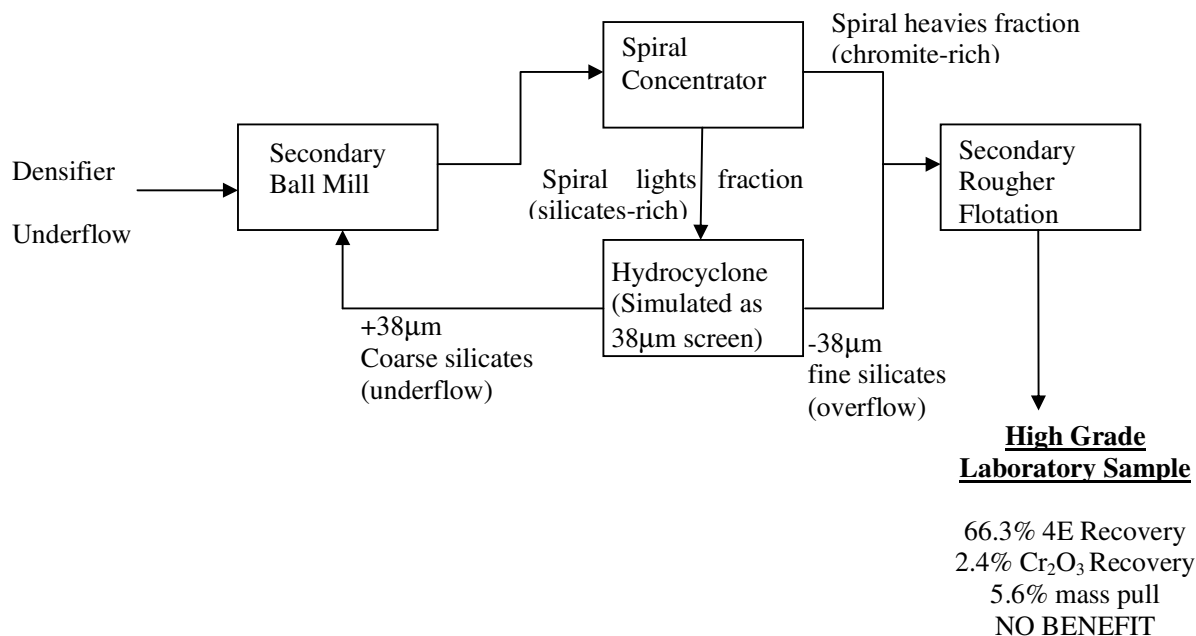 Densifier
Underflow
Secondary
Ball Mill
Spiral
Concentrator
Spiral heavies fraction
(chromite-rich)
Spiral lights fraction
(silicates-rich)
Hydrocyclone
(Simulated as
38μm screen)
+38μm
Coarse silicates
(underflow)
-38μm
fine silicates
(overflow)
Secondary
Rougher
Flotation
High Grade
Laboratory Sample
66.3% 4E Recovery
2.4% Cr₂O₃ Recovery
5.6% mass pull
NO BENEFIT